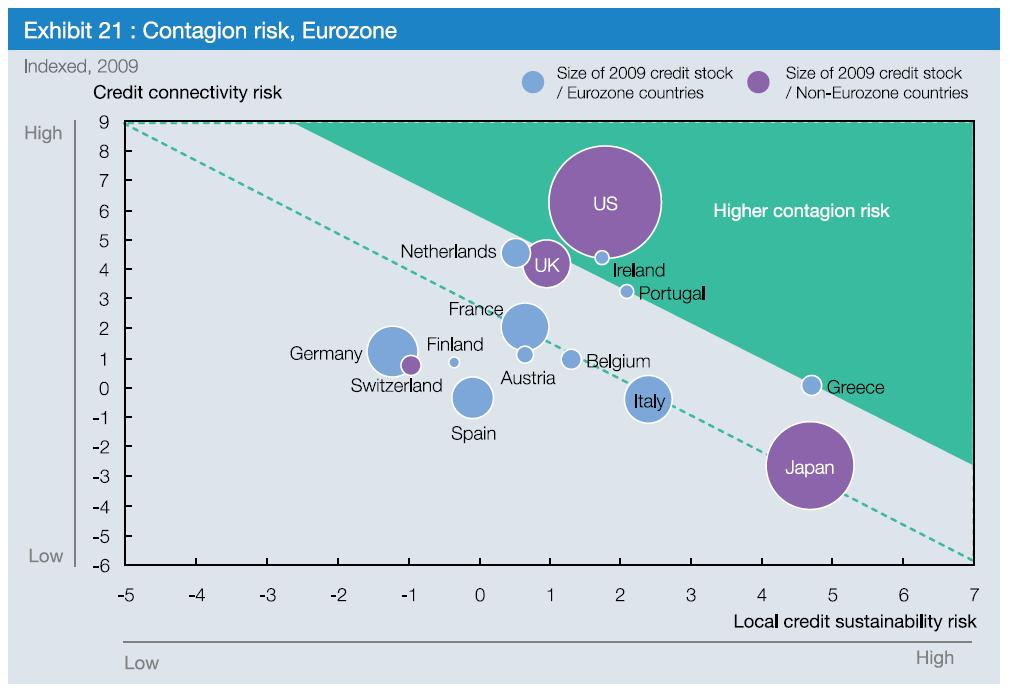 Exhibit 21 : Contagion risk, Eurozone
Indexed, 2009
Credit connectivity risk
Size of 2009 credit stock
/ Eurozone countries
Size of 2009 credit stock
/ Non-Eurozone countries
High
9
8
7
6
5
4
3
2
1
0
-1
-2
-3
-4
-5
-6
Low
US
Higher contagion risk
Netherlands
UK
Ireland
Portugal
France
Germany
Finland
Belgium
Switzerland
Austria
Greece
Italy
Spain
Japan
-5 -4 -3 -2 -1 0 1 2 3 4 5 6 7
Local credit sustainability risk
Low
High